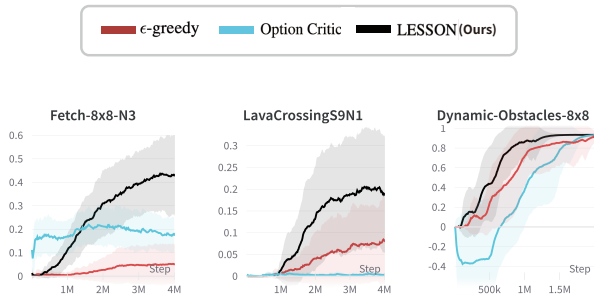 ϵ-greedy Option Critic LESSON(Ours)
Fetch-8x8-N3
0.6
0.5
0.4
0.3
0.2
0.1
0
Step
1M 2M 3M 4M
LavaCrossingS9N1
0.3
0.25
0.2
0.15
0.1
0.05
0
Step
1M 2M 3M 4M
Dynamic-Obstacles-8x8
1
0.8
0.6
0.4
0.2
0
-0.2
-0.4
Step
500k 1M 1.5M